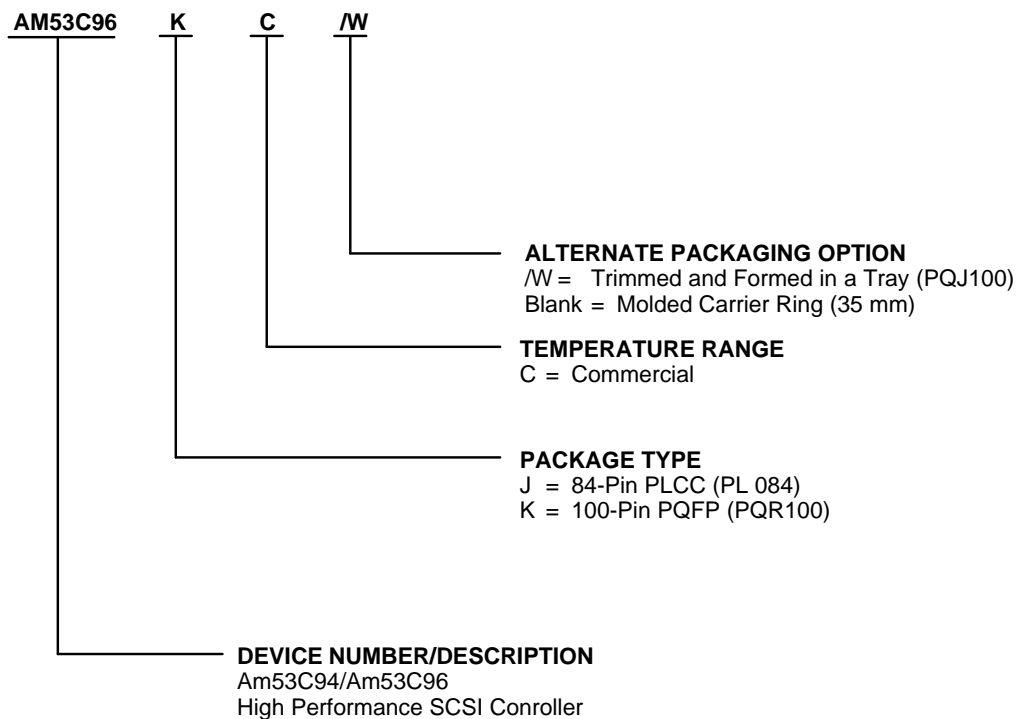 AM53C96 K C /W
ALTERNATE PACKAGING OPTION
/W = Trimmed and Formed in a Tray (PQJ100)
Blank = Molded Carrier Ring (35 mm)
TEMPERATURE RANGE
C = Commercial
PACKAGE TYPE
J = 84-Pin PLCC (PL 084)
K = 100-Pin PQFP (PQR100)
DEVICE NUMBER/DESCRIPTION
Am53C94/Am53C96
High Performance SCSI Conroller